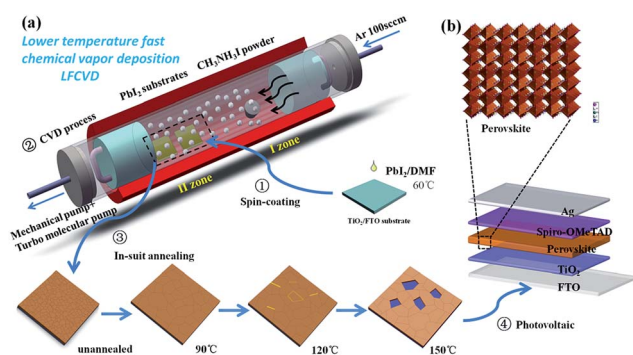 (a)
Lower temperature fast
chemical vapor deposition
LFCVD
PbI₂ substrates
CH₃NH₃I powder
Ar 100sccm
② CVD process
I zone
II zone
Mechanical pump+
Turbo molecular pump
①
Spin-coating
PbI₂/DMF
60℃
TiO₂/FTO substrate
③
In-suit annealing
unannealed
90℃
120℃
150℃
④ Photovoltaic
(b)
Perovskite
Ag
Spiro-OMeTAD
Perovskite
TiO₂
FTO